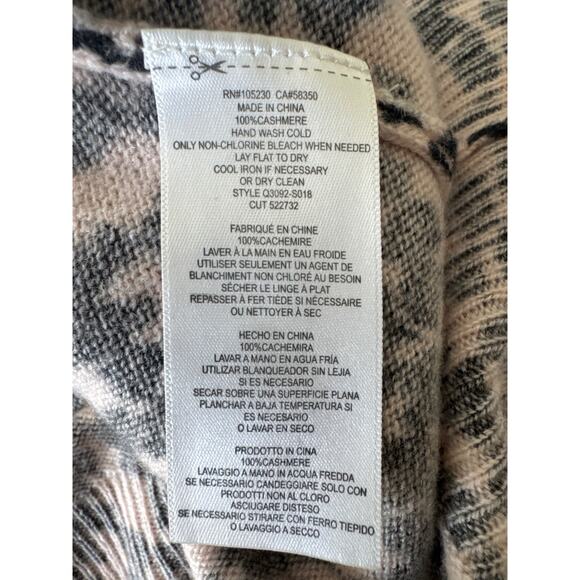 RN#105230 CA#58350
MADE IN CHINA
100%CASHMERE
HAND WASH COLD
ONLY NON-CHLORINE BLEACH WHEN NEEDED
LAY FLAT TO DRY
COOL IRON IF NECESSARY
OR DRY CLEAN
STYLE Q3092-S018
CUT 522732
FABRIQUÉ EN CHINE
100%CACHEMIRE
LAVER À LA MAIN EN EAU FROIDE
UTILISER SEULEMENT UN AGENT DE
BLANCHIMENT NON CHLORÉ AU BESOIN
SÉCHER LE LINGE À PLAT
REPASSER À FER TIÈDE SI NÉCESSAIRE
OU NETTOYER À SEC
HECHO EN CHINA
100%CACHEMIRA
LAVAR A MANO EN AGUA FRÍA
UTILIZAR BLANQUEADOR SIN LEJIA
SI ES NECESARIO
SECAR SOBRE UNA SUPERFICIE PLANA
PLANCHAR A BAJA TEMPERATURA SI
ES NECESARIO
O LAVAR EN SECO
PRODOTTO IN CINA
100%CASHMERE
LAVAGGIO A MANO IN ACQUA FREDDA
SE NECESSARIO CANDEGGIARE SOLO CON
PRODOTTI NON AL CLORO
ASCIUGARE DISTESO
SE NECESSARIO STIRARE CON FERRO TIEPIDO
O LAVAGGIO A SECCO